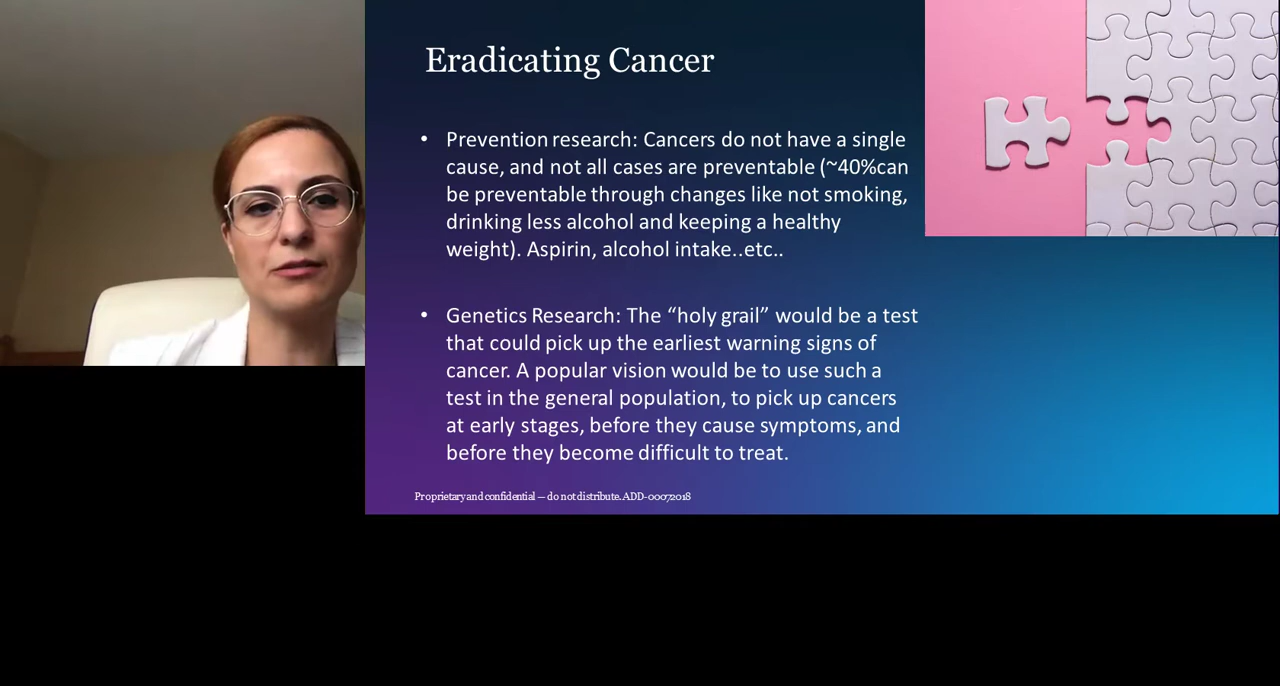 Eradicating Cancer
• Prevention research: Cancers do not have a single
cause, and not all cases are preventable (~40%can
be preventable through changes like not smoking,
drinking less alcohol and keeping a healthy
weight). Aspirin, alcohol intake..etc..
• Genetics Research: The “holy grail” would be a test
that could pick up the earliest warning signs of
cancer. A popular vision would be to use such a
test in the general population, to pick up cancers
at early stages, before they cause symptoms, and
before they become difficult to treat.
Proprietary and confidential — do not distribute. ADD-00072018